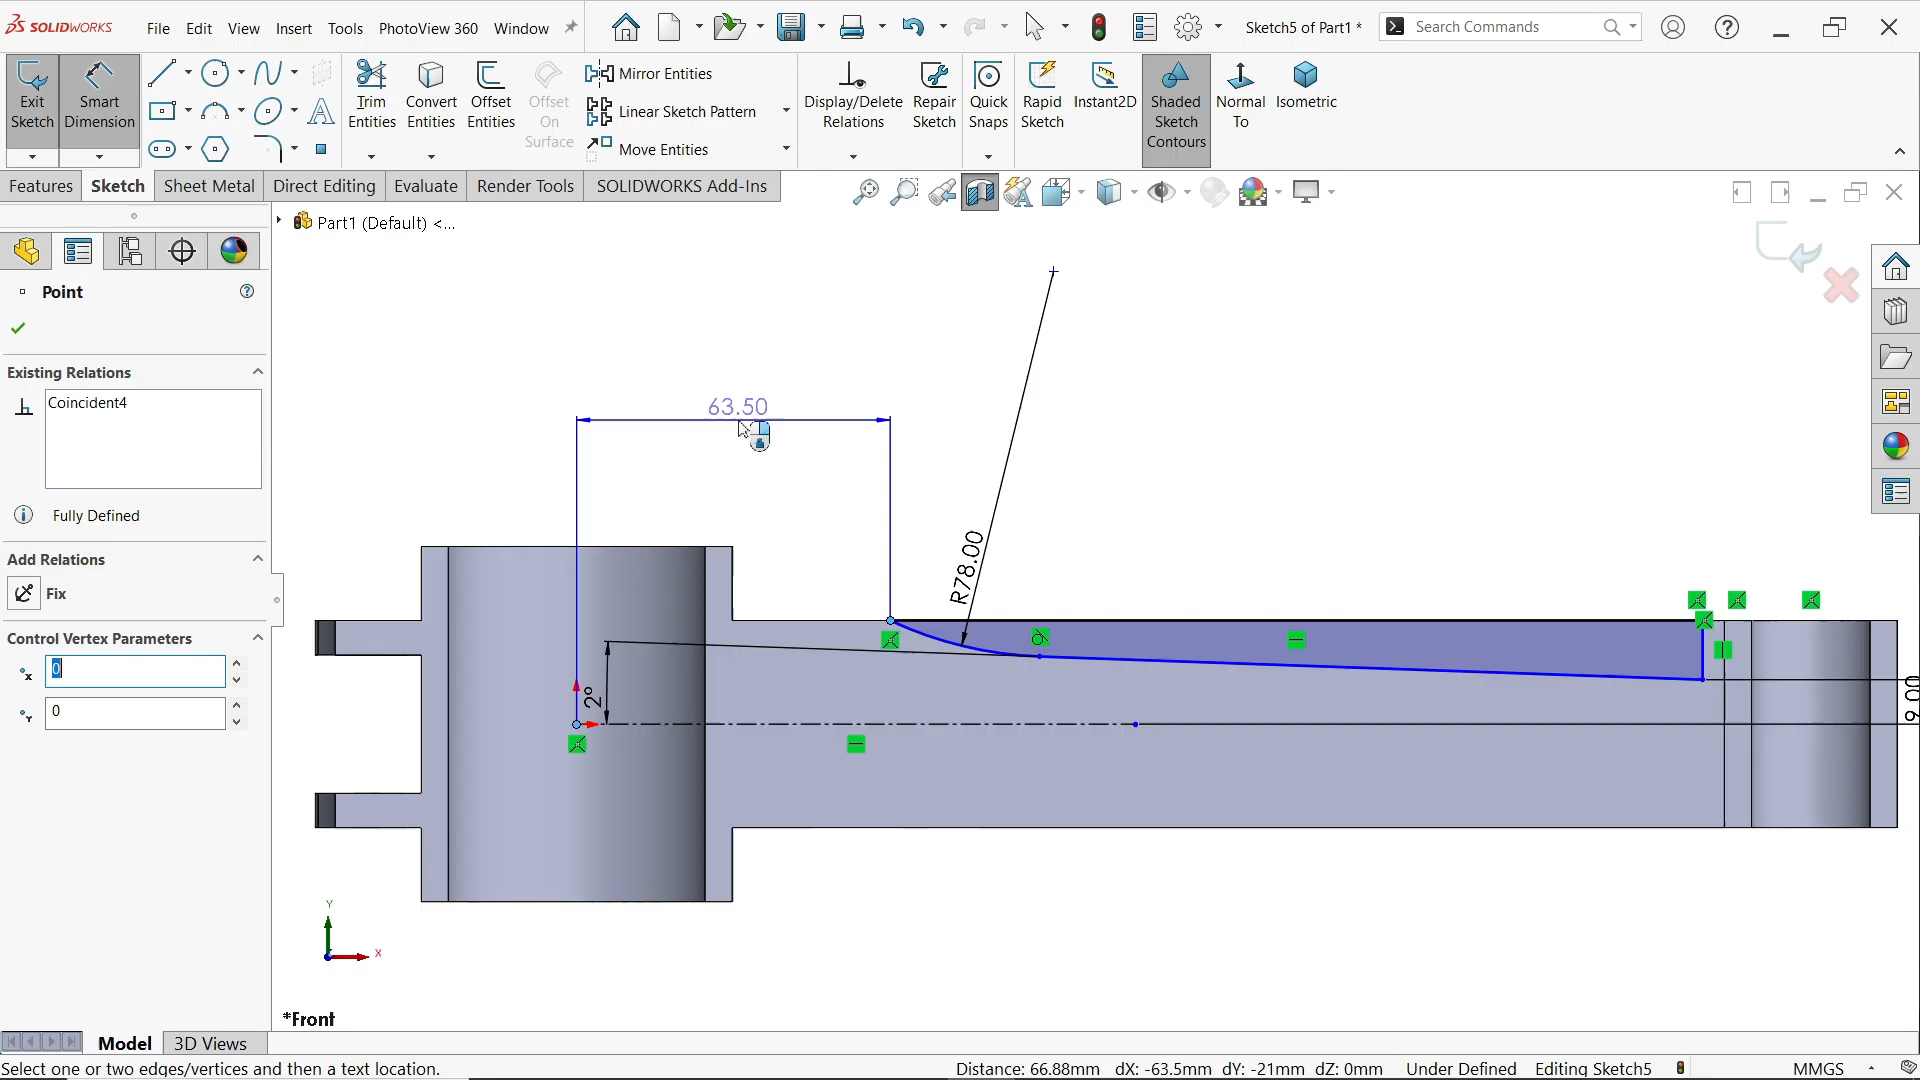 SOLIDWORKS File Edit View Insert Tools PhotoView 360 Window Sketch5 of Part1 * Search Commands
Exit Sketch
Smart Dimension
Trim Entities
Convert Entities
Offset Entities
Offset On Surface
Mirror Entities
Linear Sketch Pattern
Move Entities
Display/Delete Relations
Repair Sketch
Quick Snaps
Rapid Sketch
Instant2D
Shaded Sketch Contours
Normal To
Isometric
Features Sketch Sheet Metal Direct Editing Evaluate Render Tools SOLIDWORKS Add-Ins
Part1 (Default) <...
Point
Existing Relations
Coincident4
Fully Defined
Add Relations
Fix
Control Vertex Parameters
x 0
Y 0
63.50
R78.00
2°
9.00
Y
X
*Front
Model 3D Views
Select one or two edges/vertices and then a text location. Distance: 66.88mm dX: -63.5mm dY: -21mm dZ: 0mm Under Defined Editing Sketch5 MMGS